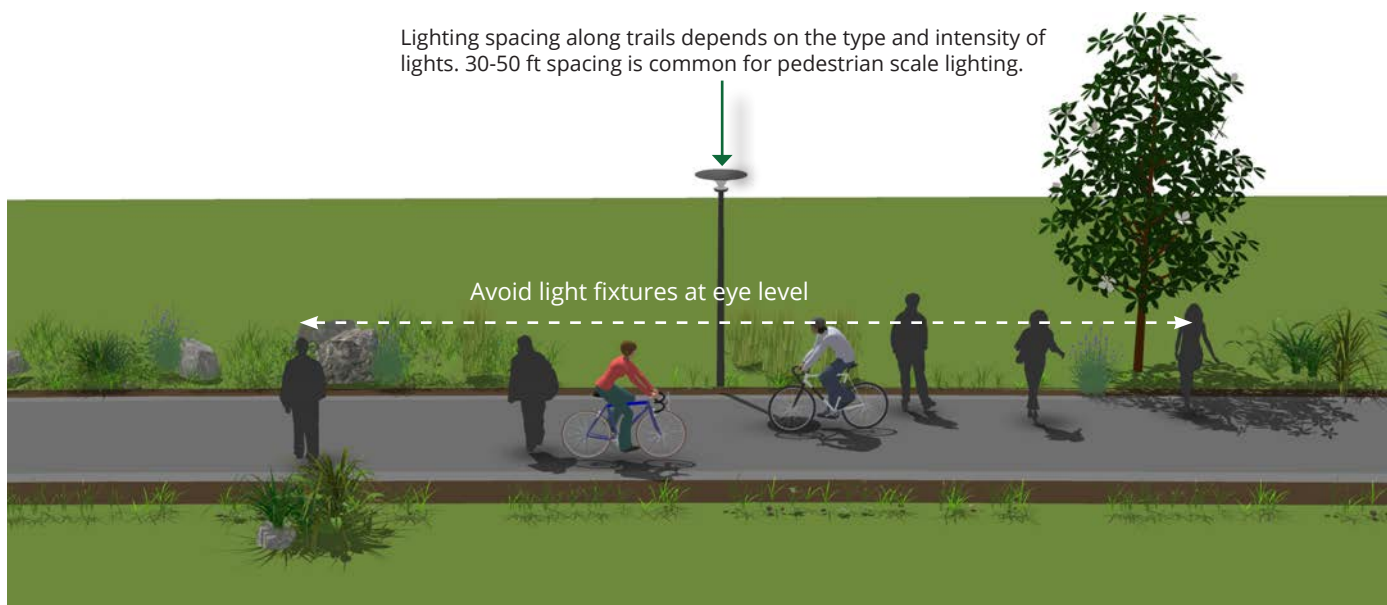 Lighting spacing along trails depends on the type and intensity of
lights. 30-50 ft spacing is common for pedestrian scale lighting.
Avoid light fixtures at eye level